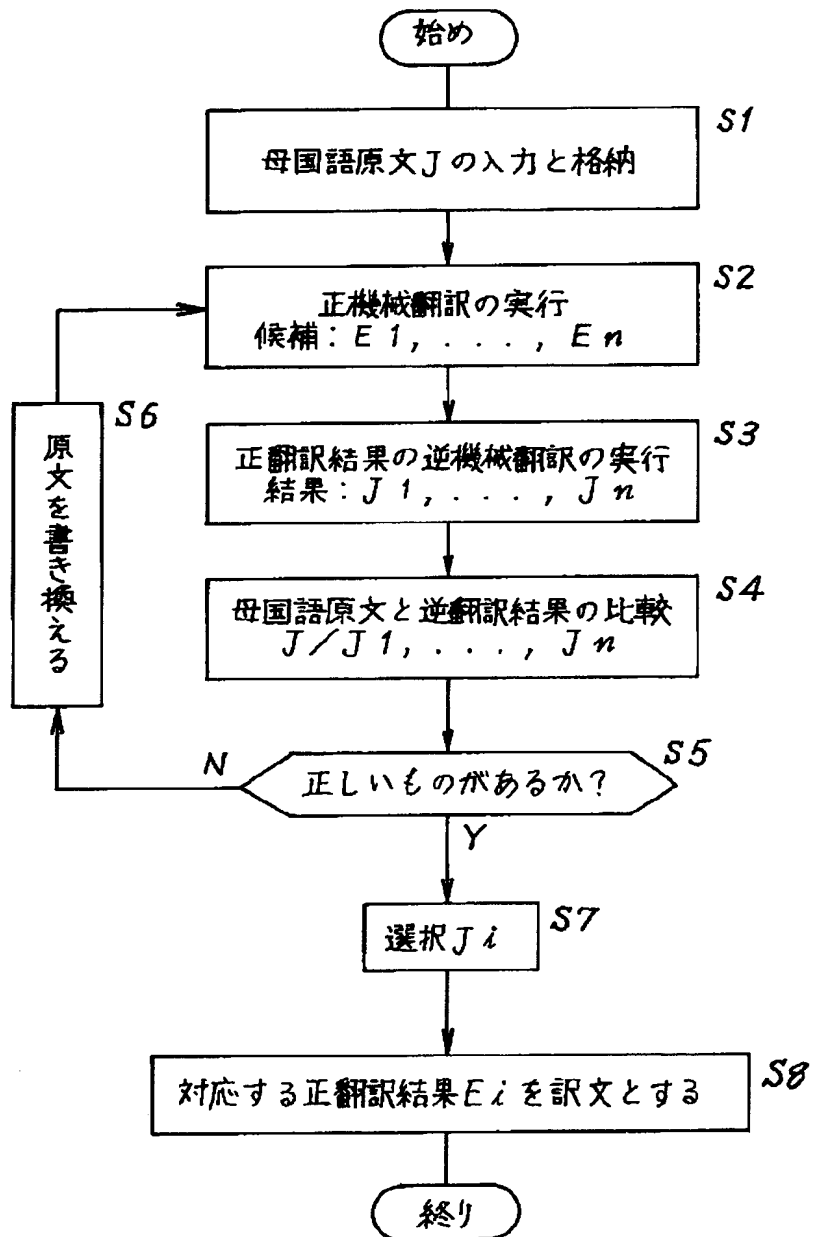 始め
S1
母国語原文Jの入力と格納
S2
正機械翻訳の実行
候補：E1, . . . , En
S6
原文を書き換える
S3
正翻訳結果の逆機械翻訳の実行
結果：J1, . . . , Jn
S4
母国語原文と逆翻訳結果の比較
J／J1, . . . , Jn
S5
正しいものがあるか？
N
Y
S7
選択Ji
S8
対応する正翻訳結果Eiを訳文とする
終り